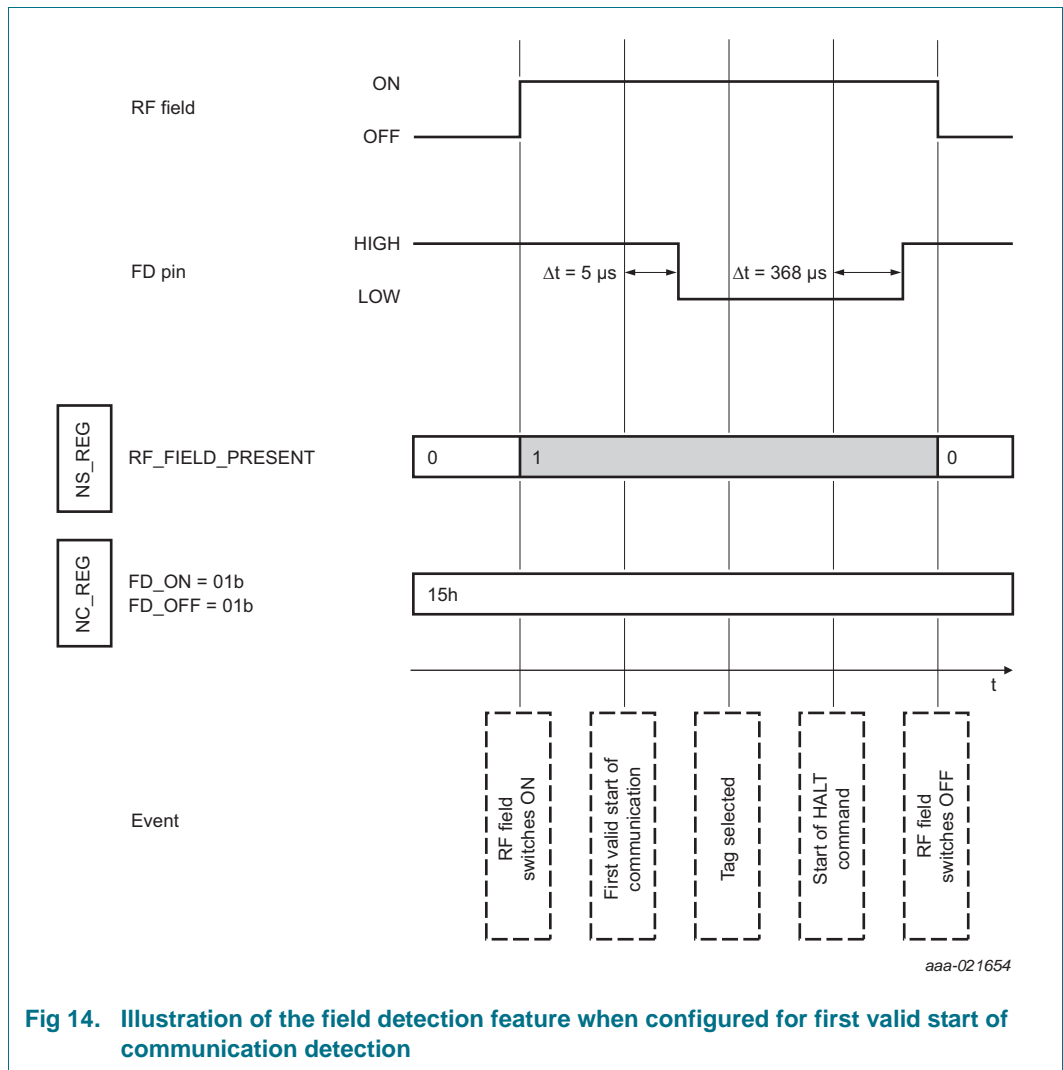 ON
RF field
OFF
HIGH
FD pin
Δt = 5 μs
Δt = 368 μs
LOW
NS_REG
RF_FIELD_PRESENT
0
1
0
NC_REG
FD_ON = 01b
FD_OFF = 01b
15h
t
Event
RF field
switches ON
First valid start of
communication
Tag selected
Start of HALT
command
RF field
switches OFF
aaa-021654
Fig 14. Illustration of the field detection feature when configured for first valid start of
communication detection